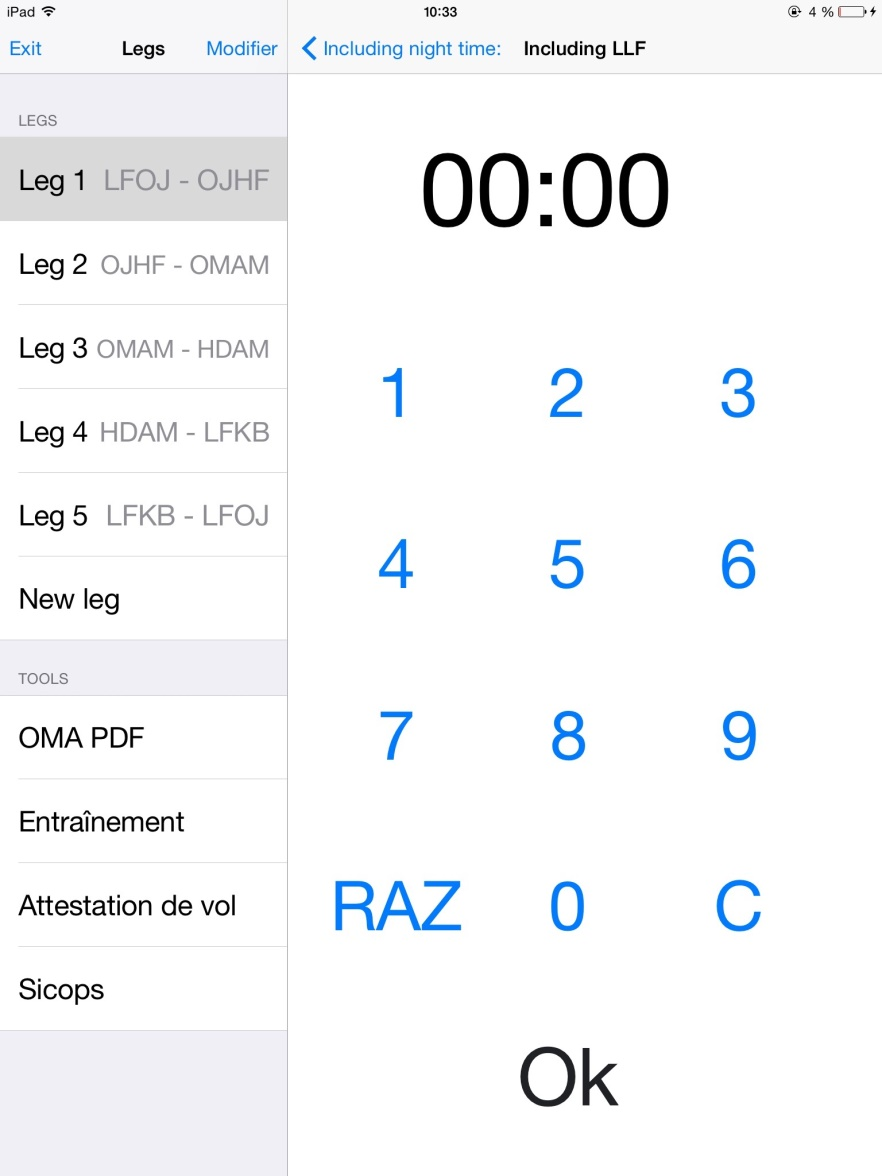 iPad 10:33 4 %
Exit Legs Modifier
Including night time: Including LLF
LEGS
Leg 1 LFOJ - OJHF
Leg 2 OJHF - OMAM
Leg 3 OMAM - HDAM
Leg 4 HDAM - LFKB
Leg 5 LFKB - LFOJ
New leg
TOOLS
OMA PDF
Entraînement
Attestation de vol
Sicops
00:00
1 2 3
4 5 6
7 8 9
RAZ 0 C
Ok